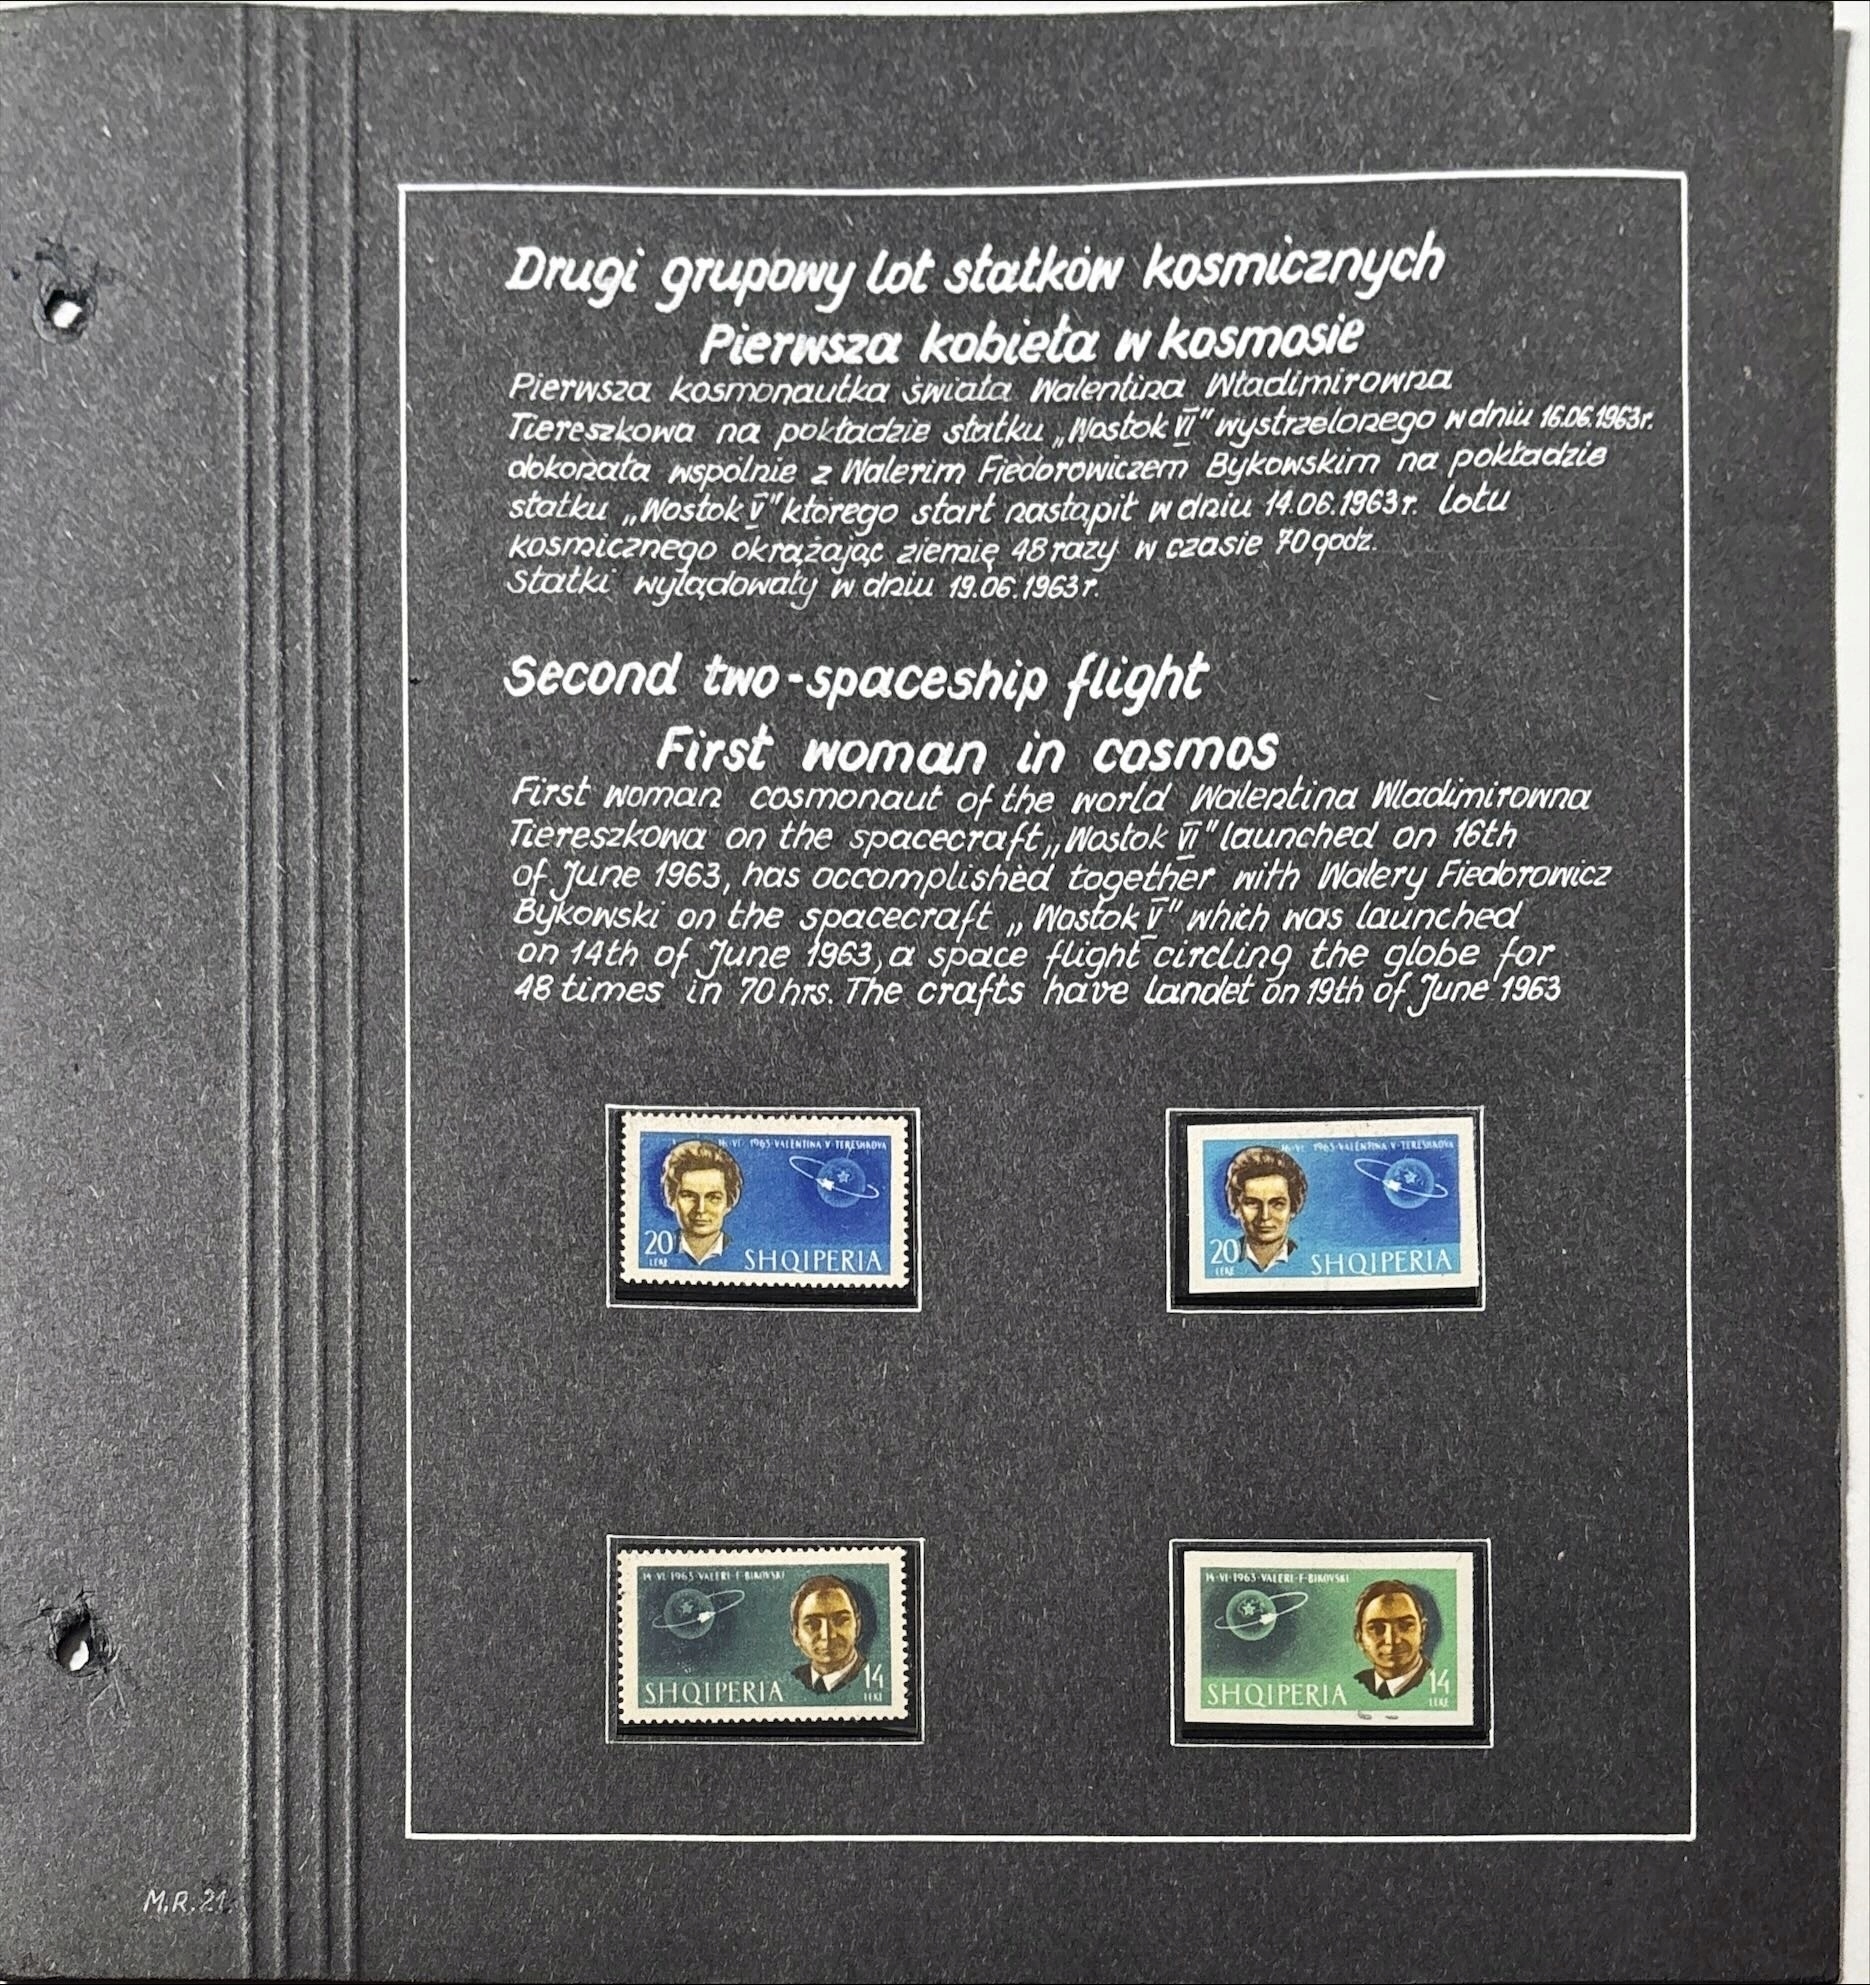 Drugi grupowy lot statków kosmicznych
Pierwsza kobieta w kosmosie
Pierwsza kosmonautka świata Walentina Władimirowna
Tiereszkowa na pokładzie statku „Wostok VI" wystrzelonego w dniu 16.06.1963r.
dokonała wspólnie z Walerim Fiedorowiczem Bykowskim na pokładzie
statku „Wostok V" którego start nastąpił w dniu 14.06.1963r. lotu
kosmicznego okrążając ziemię 48 razy w czasie 70 godz.
Statki wylądowały w dniu 19.06.1963r.
Second two-spaceship flight
First woman in cosmos
First woman cosmonaut of the world Walentina Wladimirowna
Tiereszkowa on the spacecraft „Wostok VI" launched on 16th
of June 1963, has accomplished together with Walery Fiedorowicz
Bykowski on the spacecraft „Wostok V" which was launched
on 14th of June 1963, a space flight circling the globe for
48 times in 70 hrs. The crafts have landet on 19th of June 1963
16·VI·1963·VALENTINA V·TERESHKOVA
20
LEKE
SHQIPERIA
16·VI·1963·VALENTINA V·TERESHKOVA
20
LEKE
SHQIPERIA
14·VI·1963·VALERI·F·BIKOVSKI
14
LEKE
SHQIPERIA
14·VI·1963·VALERI·F·BIKOVSKI
14
LEKE
SHQIPERIA
M.R.21.